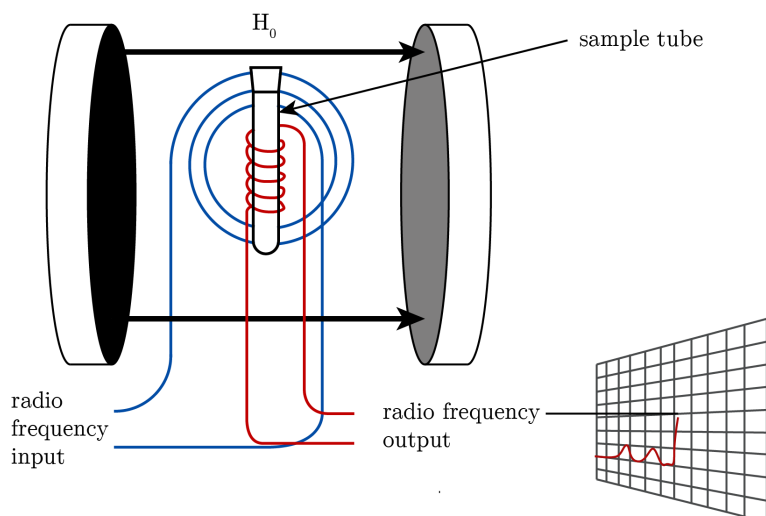 H₀
sample tube
radio
frequency
input
radio frequency
output